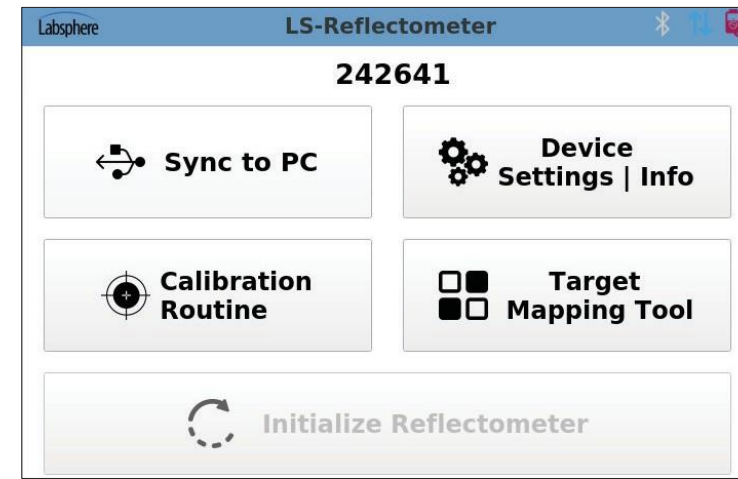 Labsphere
LS-Reflectometer
242641
Sync to PC
Device
Settings | Info
Calibration
Routine
Target
Mapping Tool
Initialize Reflectometer